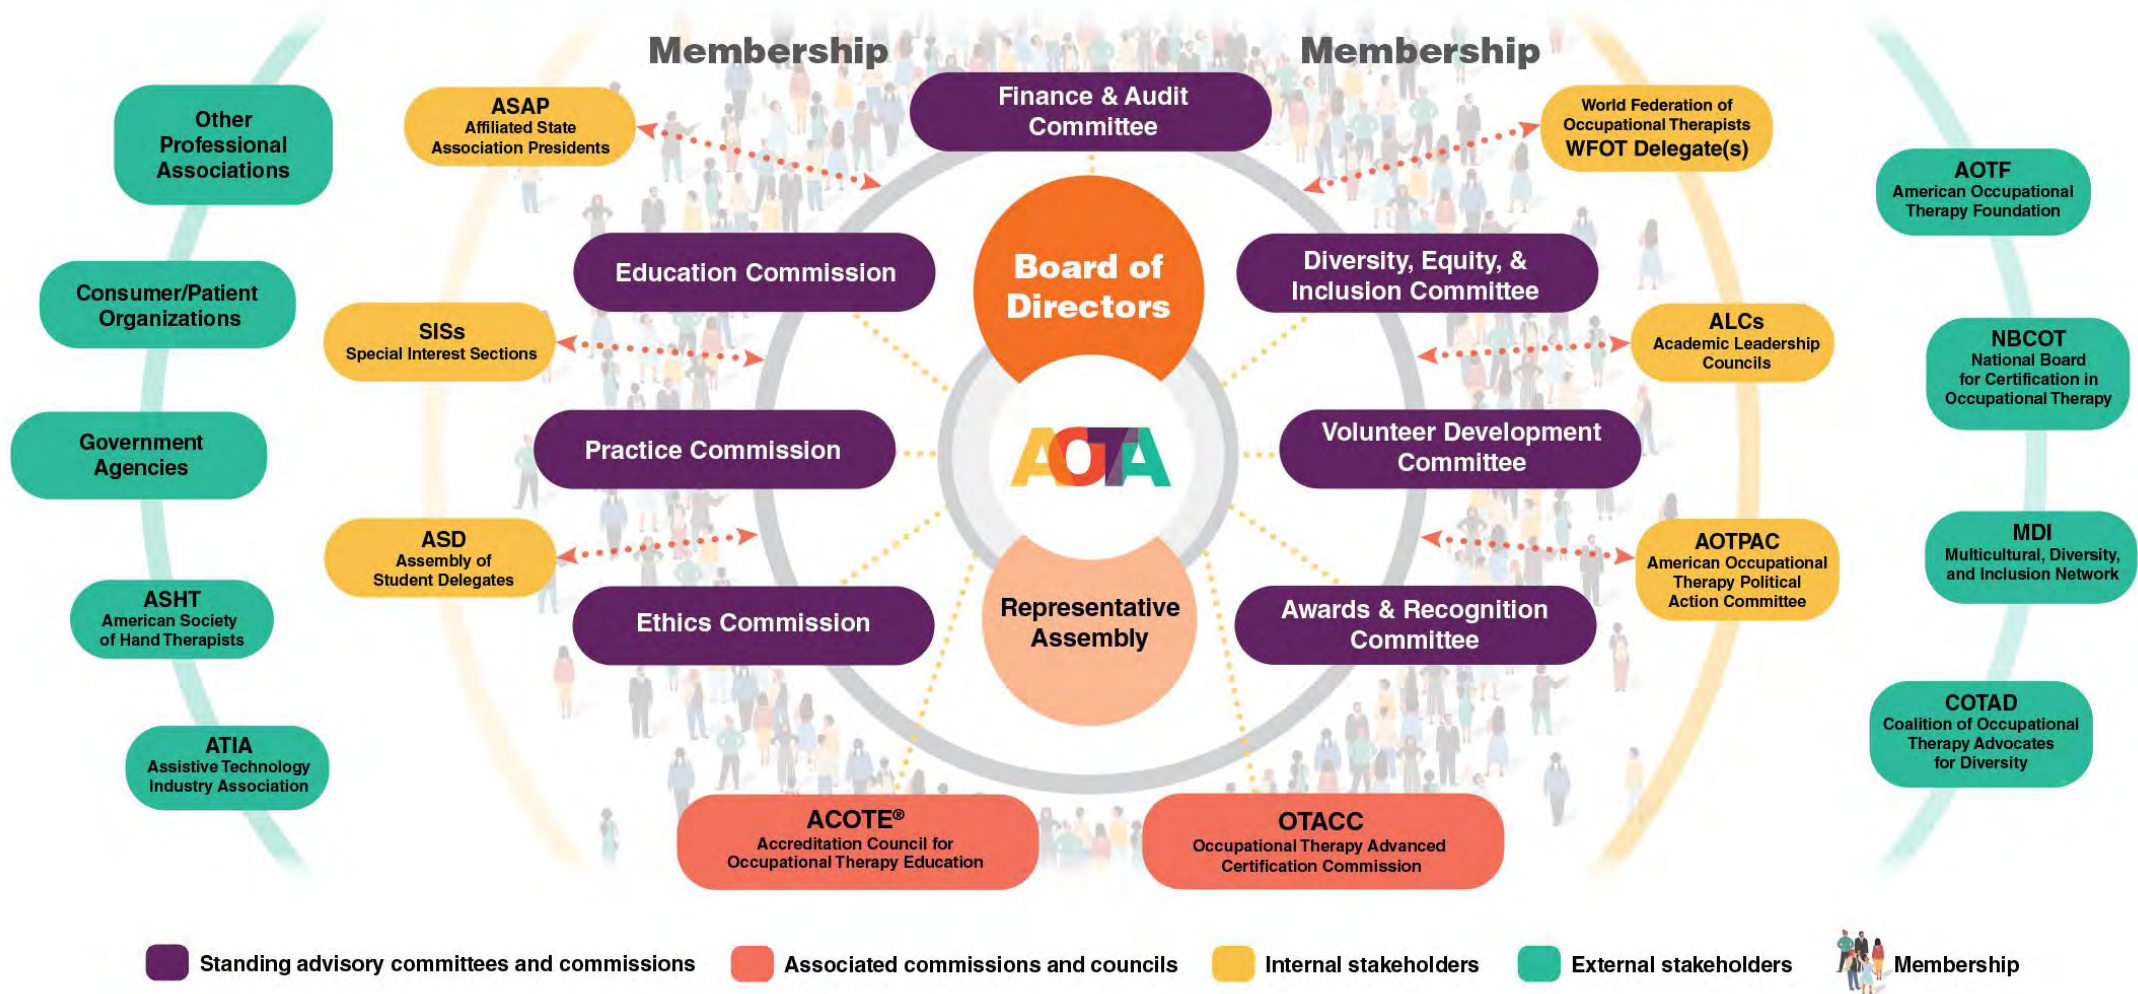 Membership
Membership
Finance & Audit
Committee
Other
Professional
Associations
ASAP
Affiliated State
Association Presidents
World Federation of
Occupational Therapists
WFOT Delegate(s)
AOTF
American Occupational
Therapy Foundation
Education Commission
Board of
Directors
Diversity, Equity, &
Inclusion Committee
Consumer/Patient
Organizations
SISs
Special Interest Sections
ALCs
Academic Leadership
Councils
NBCOT
National Board
for Certification in
Occupational Therapy
Government
Agencies
Practice Commission
AOTA
Volunteer Development
Committee
ASD
Assembly of
Student Delegates
AOTPAC
American Occupational
Therapy Political
Action Committee
MDI
Multicultural, Diversity,
and Inclusion Network
ASHT
American Society
of Hand Therapists
Ethics Commission
Representative
Assembly
Awards & Recognition
Committee
ATIA
Assistive Technology
Industry Association
COTAD
Coalition of Occupational
Therapy Advocates
for Diversity
ACOTE®
Accreditation Council for
Occupational Therapy Education
OTACC
Occupational Therapy Advanced
Certification Commission
Standing advisory committees and commissions
Associated commissions and councils
Internal stakeholders
External stakeholders
Membership